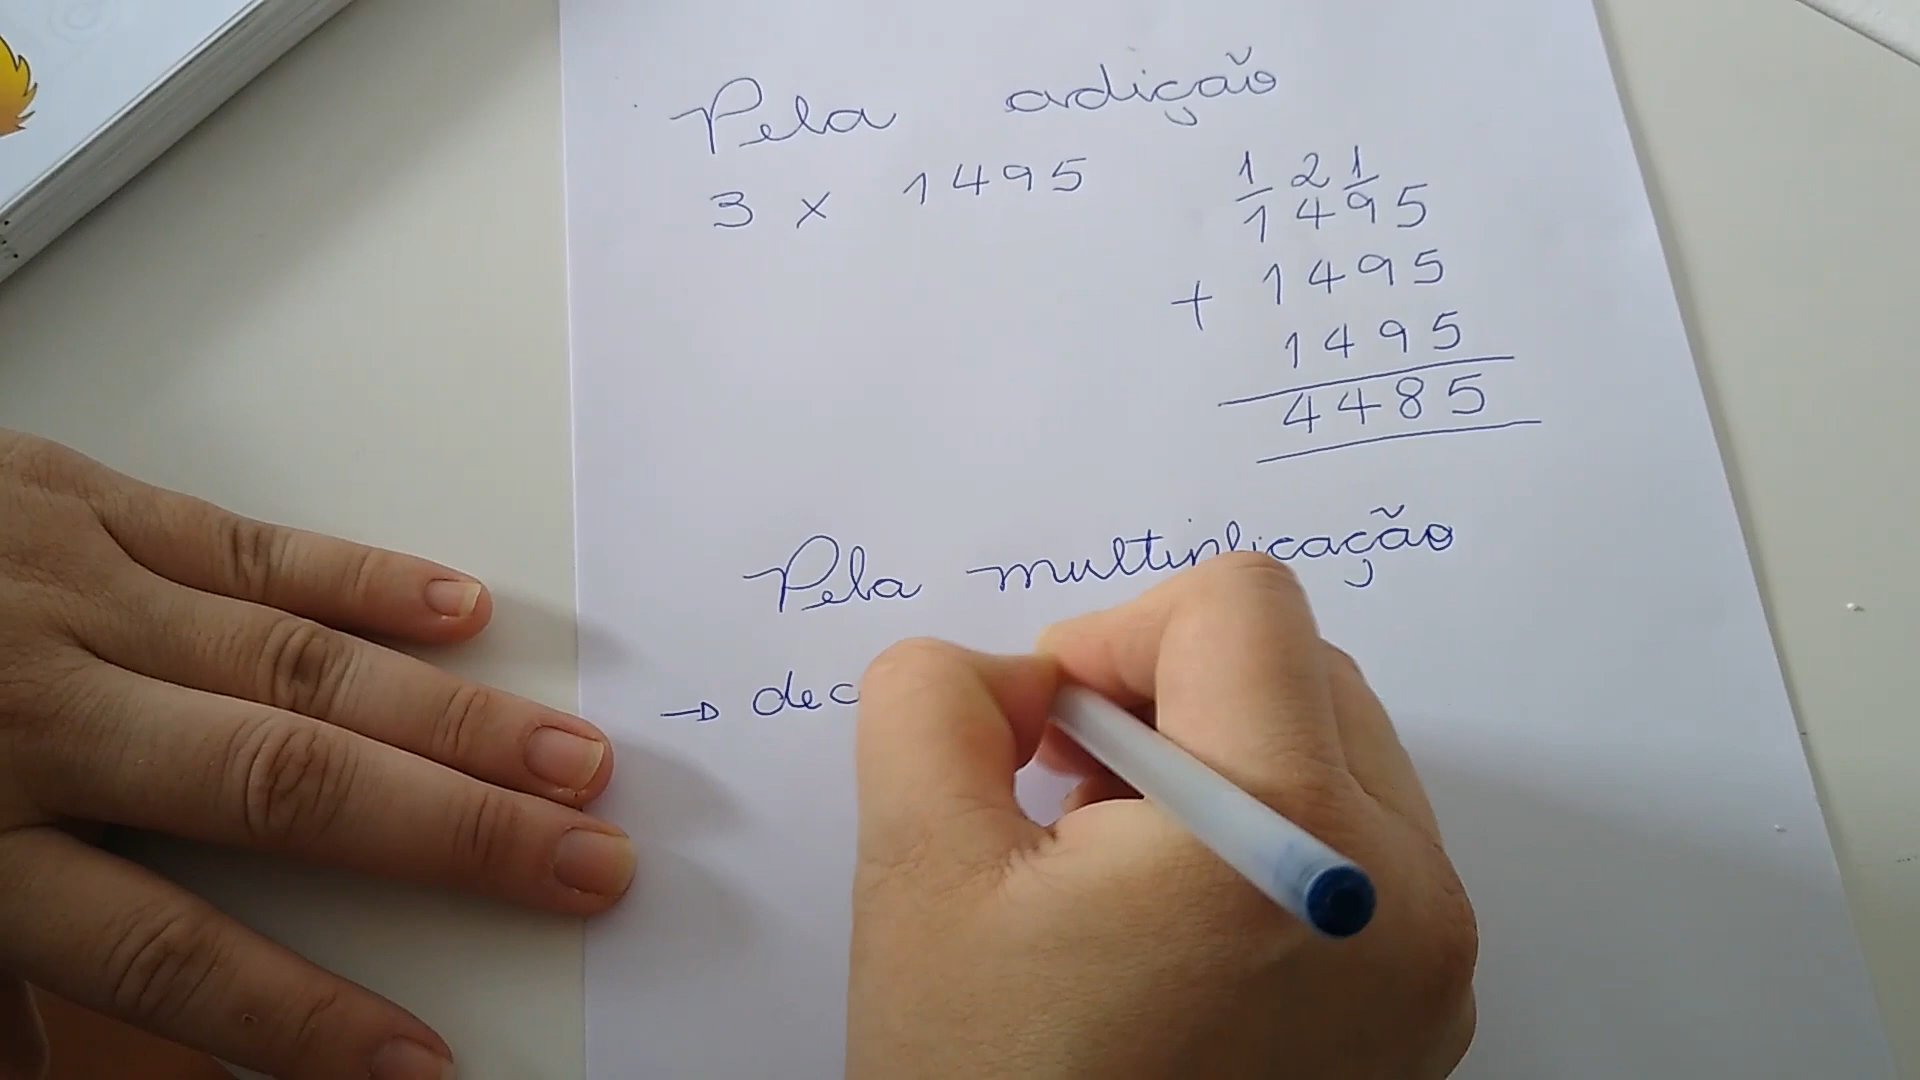 Pela adição
3 x 1495
1 2 1
1495
+ 1495
1495
4485
Pela multiplicação
→ dec